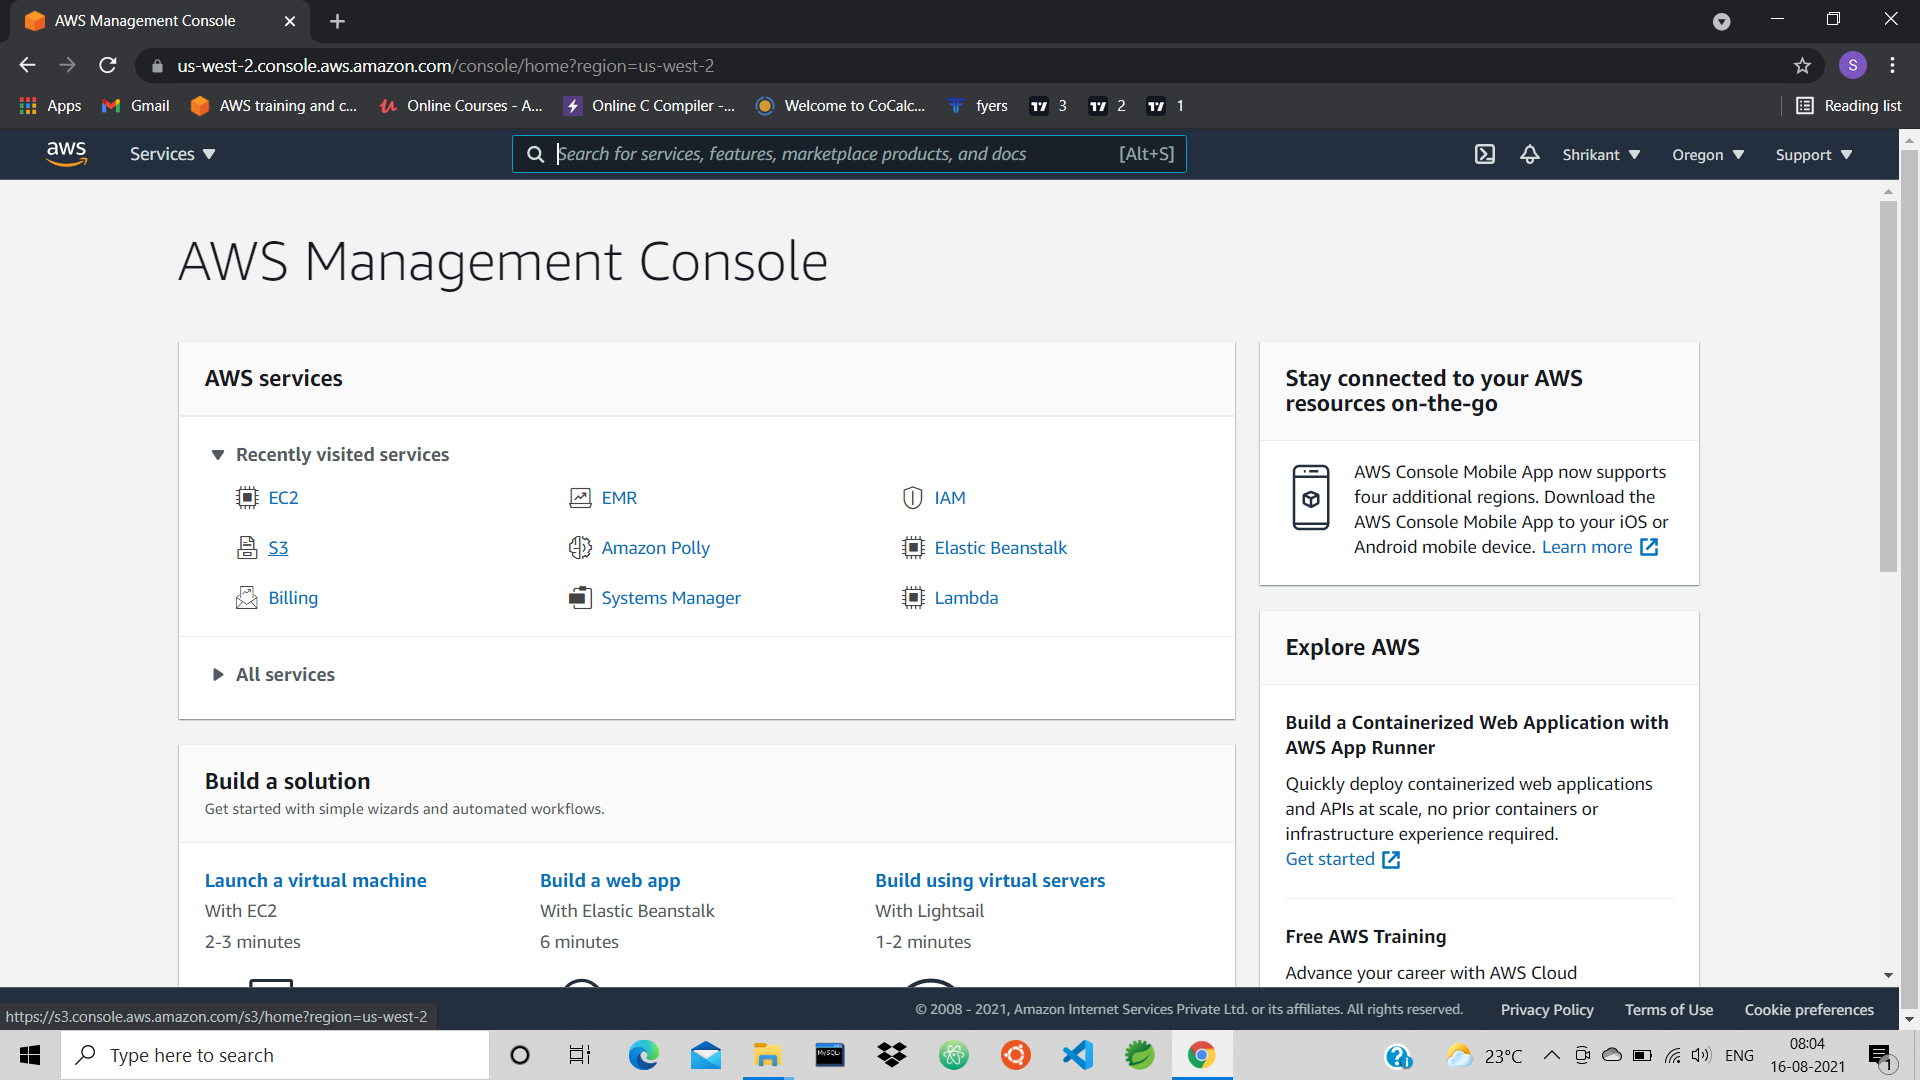 AWS Management Console
us-west-2.console.aws.amazon.com/console/home?region=us-west-2
S
Apps
Gmail
AWS training and c...
Online Courses - A...
Online C Compiler -...
Welcome to CoCalc...
fyers
3
2
1
Reading list
aws
Services
Search for services, features, marketplace products, and docs
[Alt+S]
Shrikant
Oregon
Support
AWS Management Console
AWS services
Recently visited services
EC2
EMR
IAM
S3
Amazon Polly
Elastic Beanstalk
Billing
Systems Manager
Lambda
All services
Build a solution
Get started with simple wizards and automated workflows.
Launch a virtual machine
With EC2
2-3 minutes
Build a web app
With Elastic Beanstalk
6 minutes
Build using virtual servers
With Lightsail
1-2 minutes
Stay connected to your AWS
resources on-the-go
AWS Console Mobile App now supports
four additional regions. Download the
AWS Console Mobile App to your iOS or
Android mobile device. Learn more
Explore AWS
Build a Containerized Web Application with
AWS App Runner
Quickly deploy containerized web applications
and APIs at scale, no prior containers or
infrastructure experience required.
Get started
Free AWS Training
Advance your career with AWS Cloud
https://s3.console.aws.amazon.com/s3/home?region=us-west-2
© 2008 - 2021, Amazon Internet Services Private Ltd. or its affiliates. All rights reserved.
Privacy Policy
Terms of Use
Cookie preferences
Type here to search
23°C
ENG
08:04
16-08-2021
1